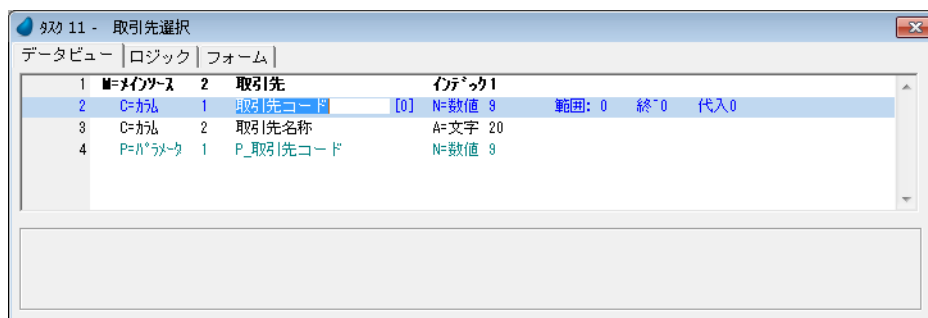 ﾀｽｸ 11 - 取引先選択
データビュー ロジック フォーム
1 M=ﾒｲﾝｿｰｽ 2 取引先 ｲﾝﾃﾞｯｸ 1
2 C=ｶﾗﾑ 1 取引先コード [0] N=数値 9 範囲: 0 終ﾞ0 代入0
3 C=ｶﾗﾑ 2 取引先名称 A=文字 20
4 P=ﾊﾟﾗﾒｰﾀ 1 P_取引先コード N=数値 9